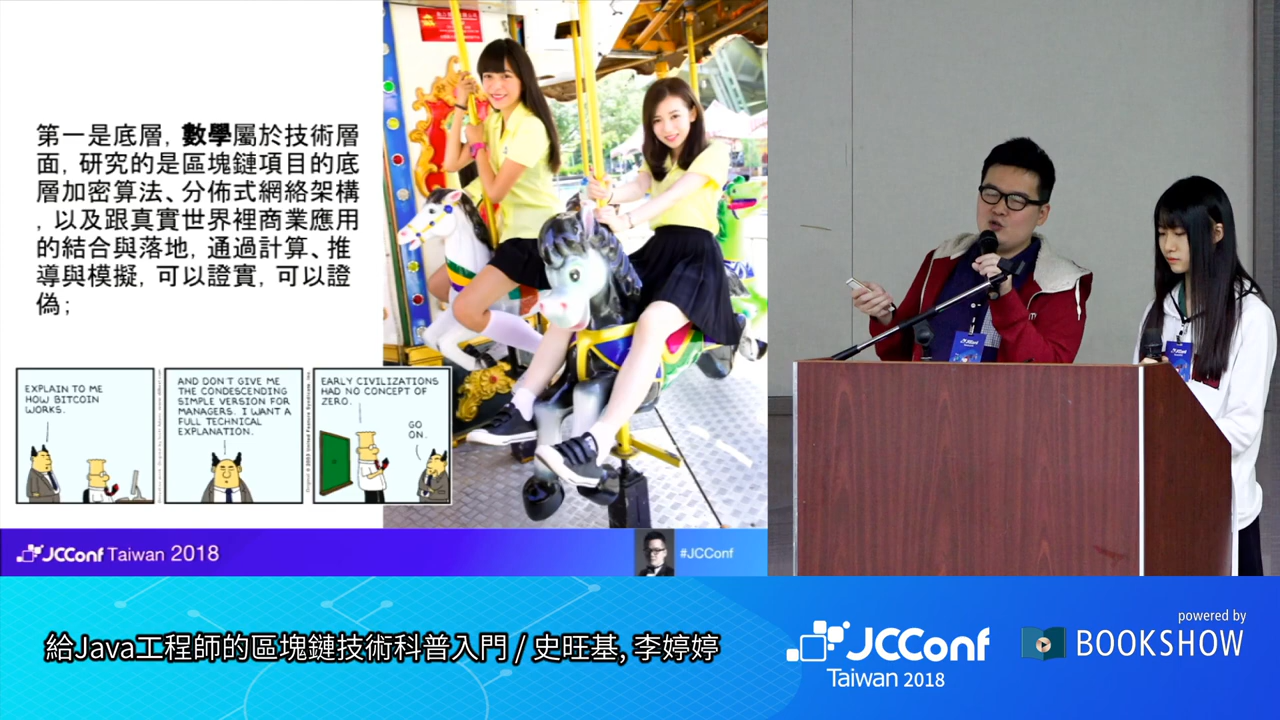 第一是底層, 數學屬於技術層
面, 研究的是區塊鏈項目的底
層加密算法、分佈式網絡架構
, 以及跟真實世界裡商業應用
的結合與落地, 通過計算、推
導與模擬, 可以證實, 可以證
偽;
EXPLAIN TO ME
HOW BITCOIN
WORKS.
AND DON'T GIVE ME
THE CONDESCENDING
SIMPLE VERSION FOR
MANAGERS. I WANT A
FULL TECHNICAL
EXPLANATION.
EARLY CIVILIZATIONS
HAD NO CONCEPT OF
ZERO.
GO
ON.
JCConf Taiwan 2018
#JCConf
給Java工程師的區塊鏈技術科普入門 / 史旺基, 李婷婷
JCConf
Taiwan 2018
powered by
BOOKSHOW